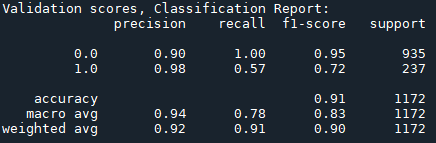 Validation scores, Classification Report:
precision recall f1-score support
0.0 0.90 1.00 0.95 935
1.0 0.98 0.57 0.72 237
accuracy 0.91 1172
macro avg 0.94 0.78 0.83 1172
weighted avg 0.92 0.91 0.90 1172